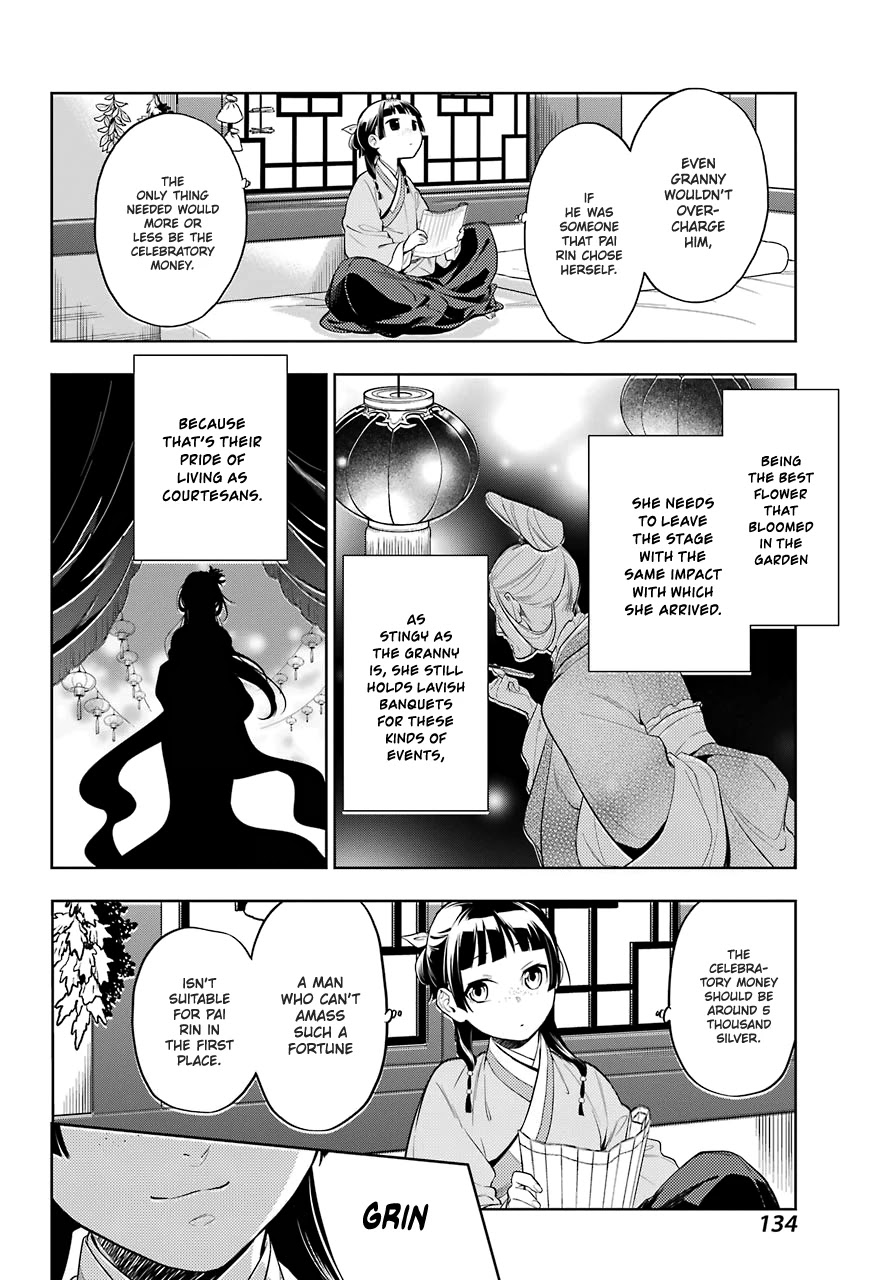 EVEN
GRANNY
WOULDN'T
OVER-
CHARGE
HIM,
IF
HE WAS
SOMEONE
THAT PAI
RIN CHOSE
HERSELF.
THE
ONLY THING
NEEDED WOULD
MORE OR
LESS BE THE
CELEBRATORY
MONEY.
BEING
THE BEST
FLOWER
THAT
BLOOMED
IN THE
GARDEN
SHE NEEDS
TO LEAVE
THE STAGE
WITH THE
SAME IMPACT
WITH WHICH
SHE ARRIVED.
AS
STINGY AS
THE GRANNY
IS, SHE STILL
HOLDS LAVISH
BANQUETS
FOR THESE
KINDS OF
EVENTS,
BECAUSE
THAT'S THEIR
PRIDE OF
LIVING AS
COURTESANS.
THE
CELEBRA-
TORY MONEY
SHOULD BE
AROUND 5
THOUSAND
SILVER.
A MAN
WHO CAN'T
AMASS
SUCH A
FORTUNE
ISN'T
SUITABLE
FOR PAI
RIN IN THE
FIRST
PLACE.
GRIN
134